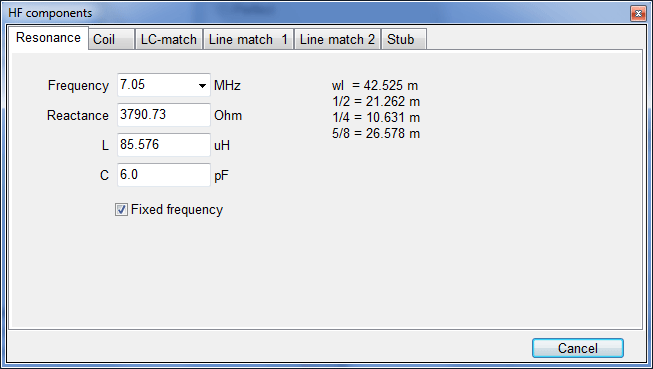 HF components
Resonance Coil LC-match Line match 1 Line match 2 Stub
Frequency 7.05 MHz
Reactance 3790.73 Ohm
L 85.576 uH
C 6.0 pF
Fixed frequency
wl = 42.525 m
1/2 = 21.262 m
1/4 = 10.631 m
5/8 = 26.578 m
Cancel